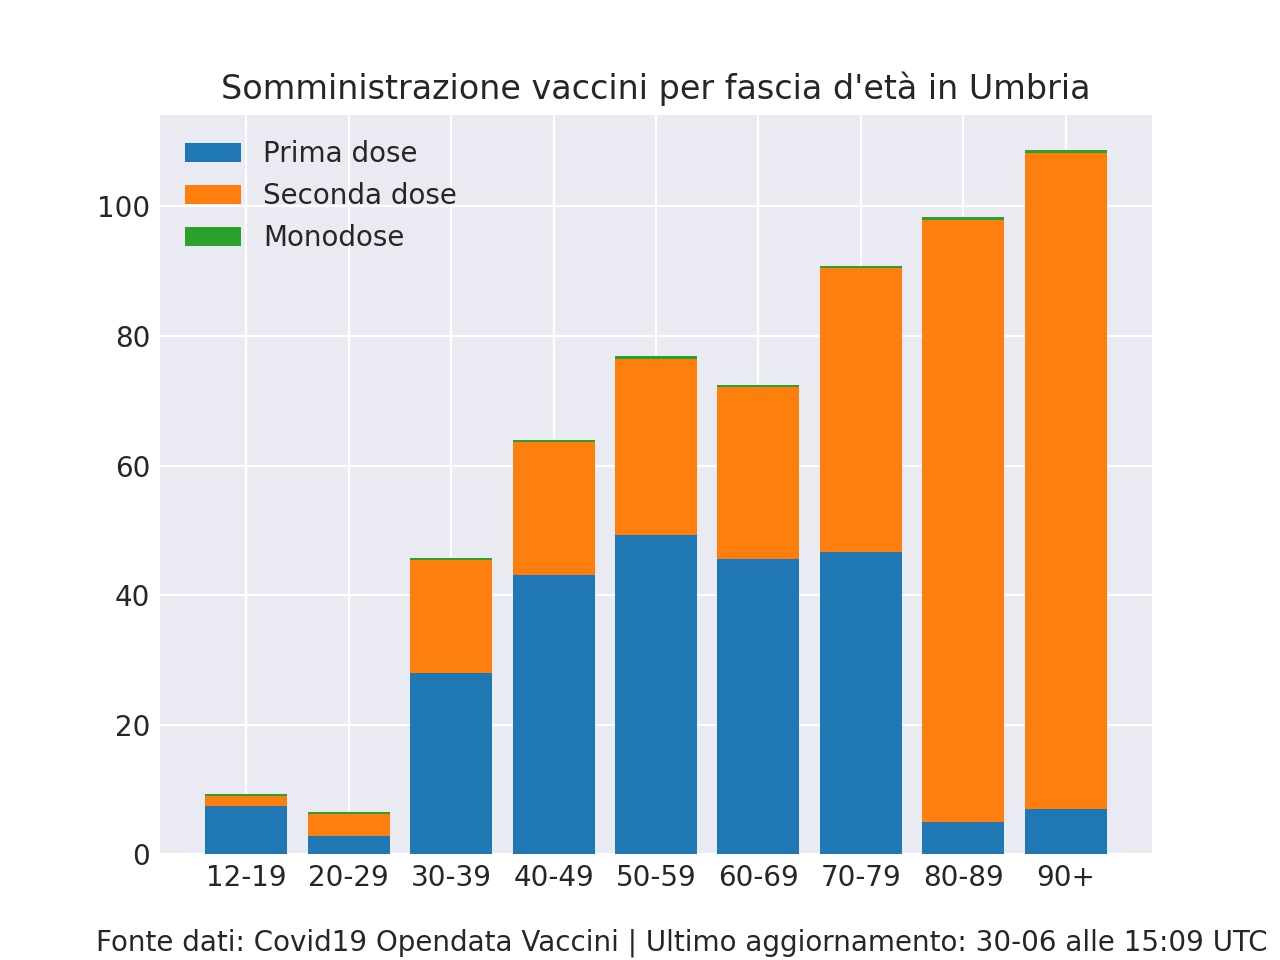 Somministrazione vaccini per fascia d'età in Umbria
Prima dose
Seconda dose
Monodose
100
80
60
40
20
0
12-19 20-29 30-39 40-49 50-59 60-69 70-79 80-89 90+
Fonte dati: Covid19 Opendata Vaccini | Ultimo aggiornamento: 30-06 alle 15:09 UTC